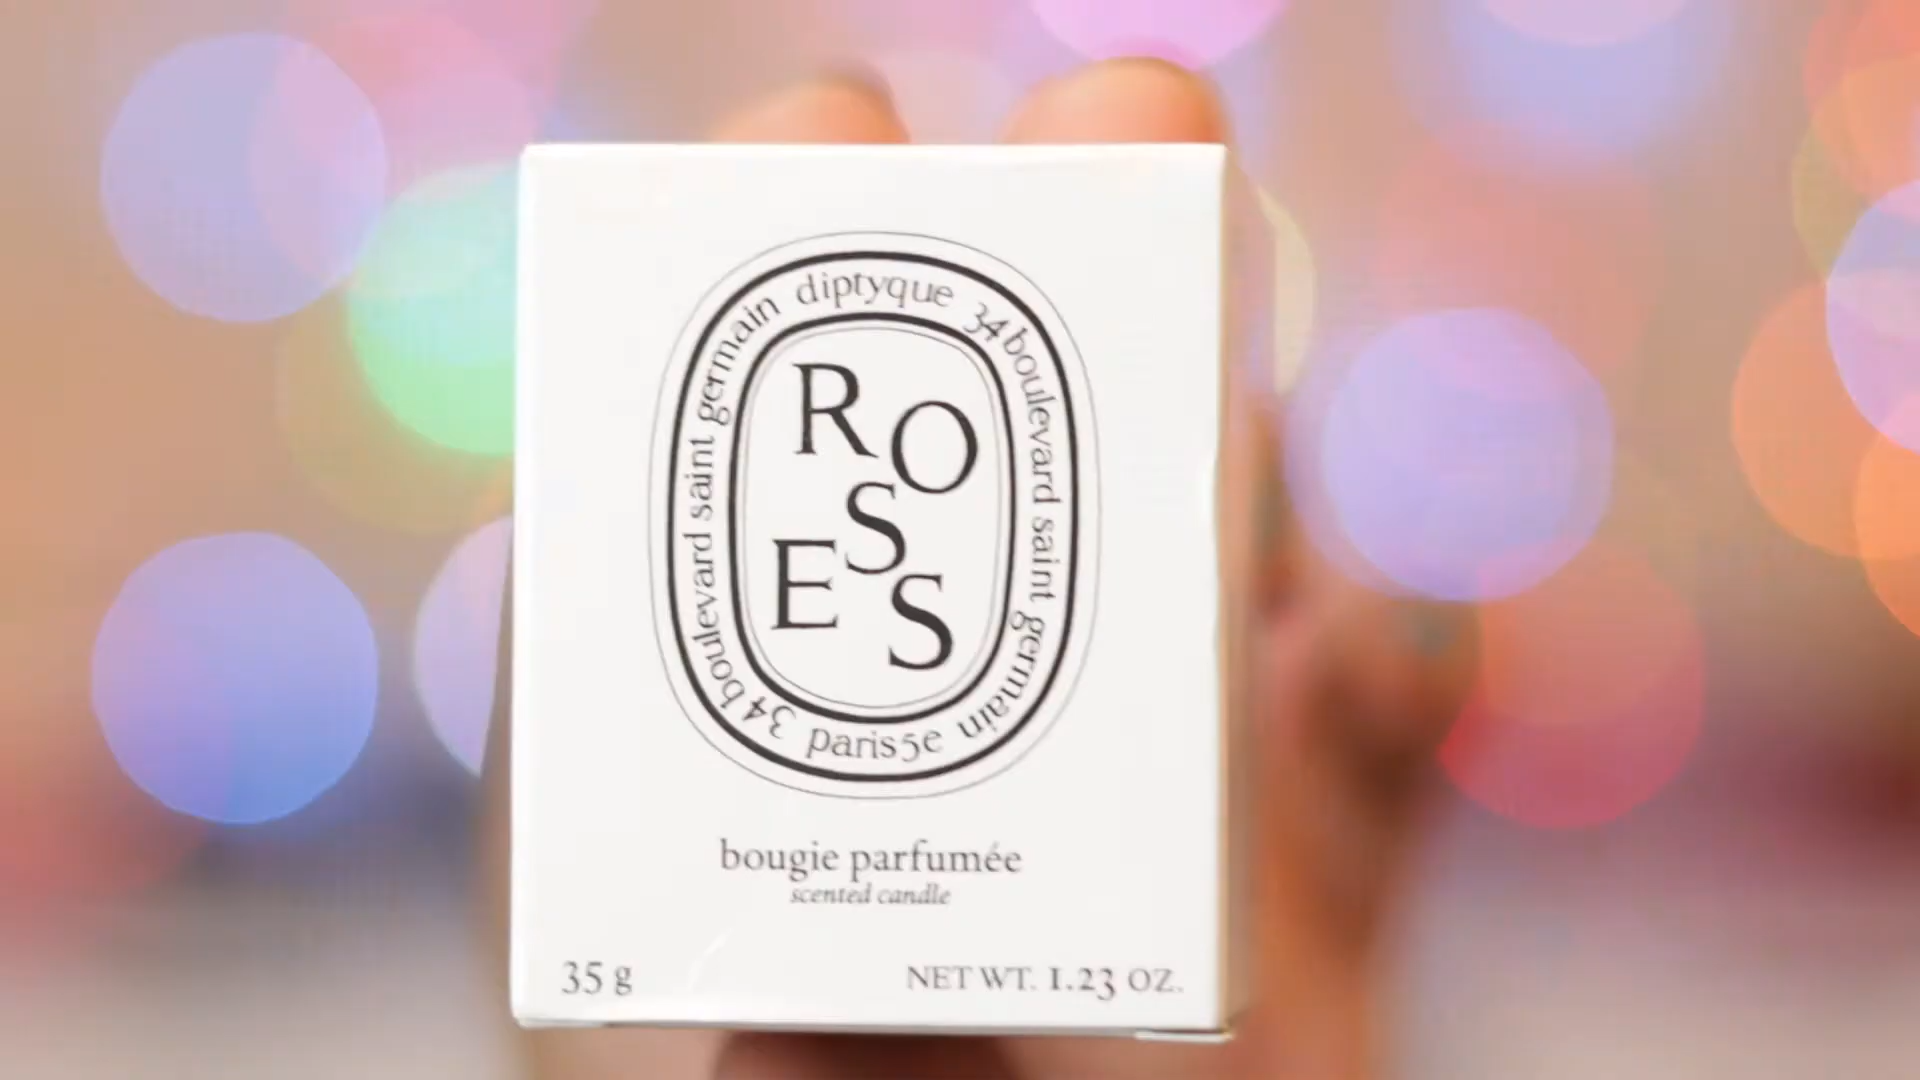 diptyque 34 boulevard saint germain
paris 5e
34 boulevard saint germain
R O
S
E S
bougie parfumée
scented candle
35 g
NET WT. 1.23 OZ.